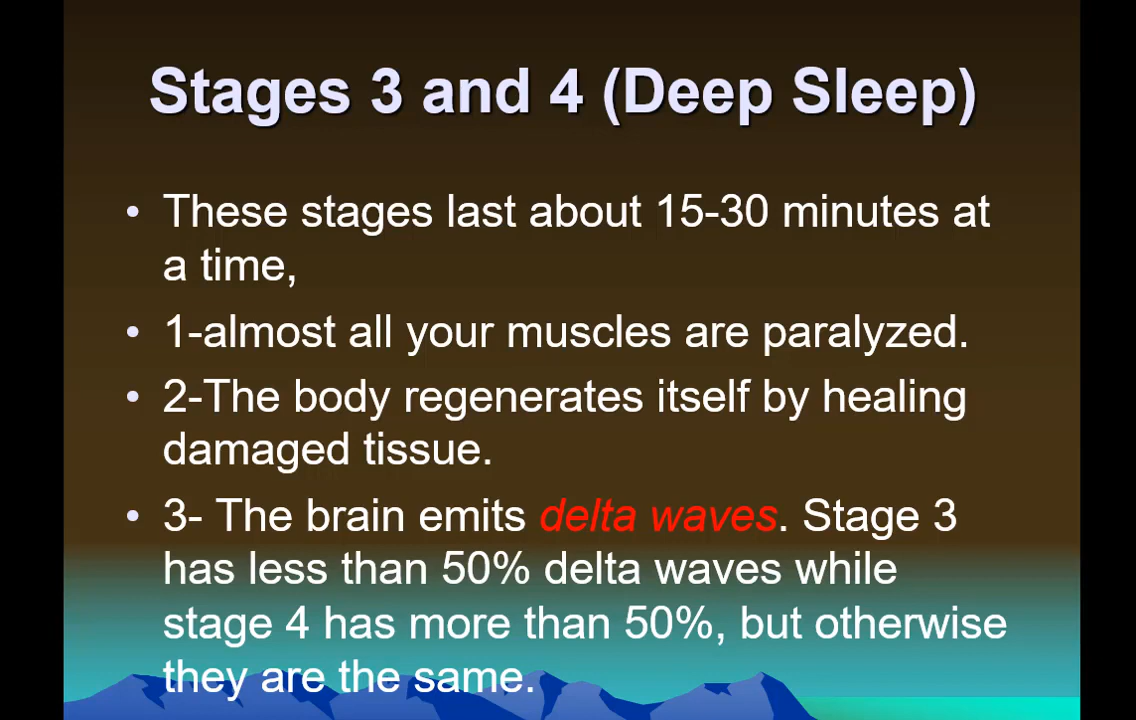 Stages 3 and 4 (Deep Sleep)
• These stages last about 15-30 minutes at
a time,
• 1-almost all your muscles are paralyzed.
• 2-The body regenerates itself by healing
damaged tissue.
• 3- The brain emits delta waves. Stage 3
has less than 50% delta waves while
stage 4 has more than 50%, but otherwise
they are the same.